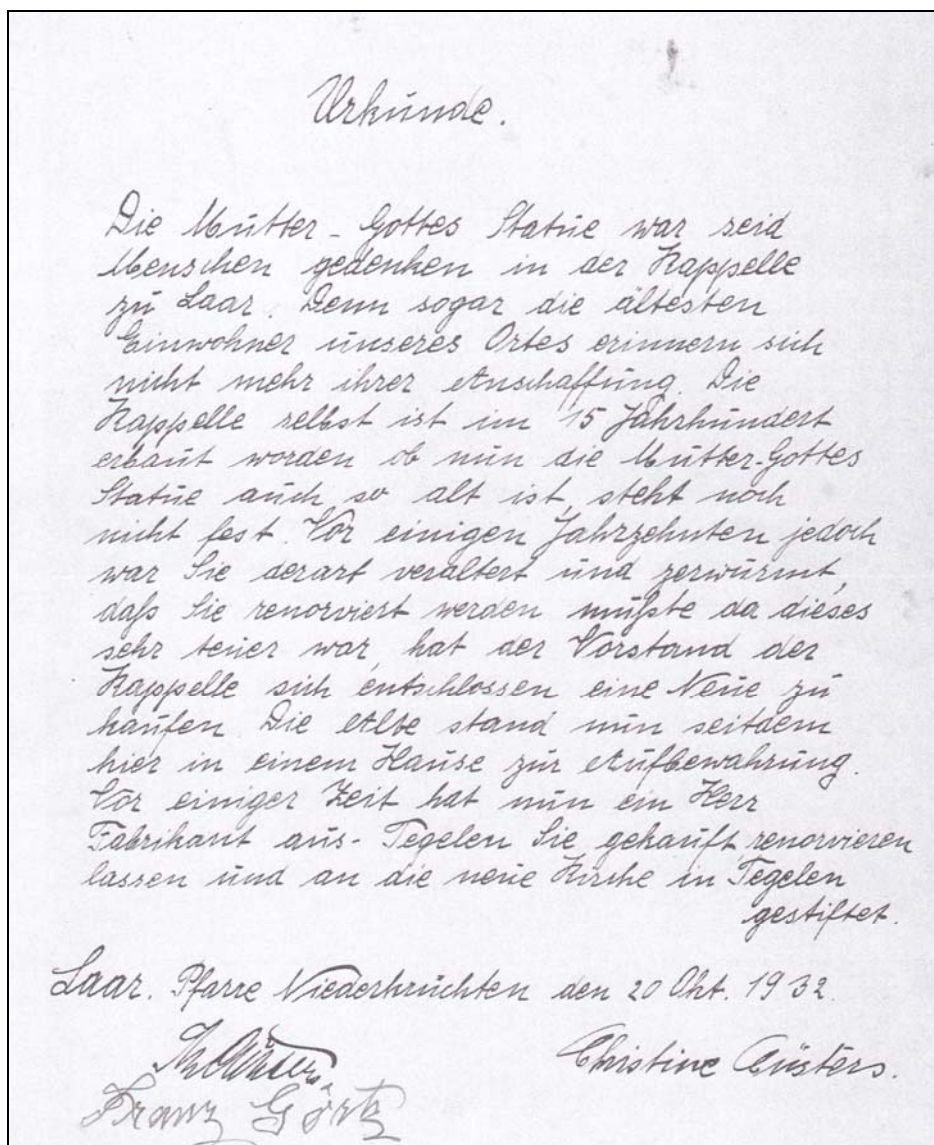 Urkunde.
Die Mutter-Gottes Statue war seid
Menschen gedenken in der Kappelle
zu Laar. Denn sogar die ältesten
Einwohner unseres Ortes erinnern sich
nicht mehr ihrer Anschaffung. Die
Kappelle selbst ist im 15 Jahrhundert
erbaut worden ob nun die Mutter-Gottes
Statue auch so alt ist, steht noch
nicht fest. Vor einigen Jahrzehnten jedoch
war Sie derart veraltert und zerwürmt,
daß Sie renorviert werden mußte da dieses
sehr teuer war, hat der Vorstand der
Kappelle sich entschlossen eine Neue zu
kaufen. Die Alte stand nun seitdem
hier in einem Hause zur Aufbewahrung.
Vor einiger Zeit hat nun ein Herr
Fabrikant aus-Tegelen Sie gekauft, renorvieren
lassen und an die neue Kirche in Tegelen
gestiftet.
Laar. Pfarre Niederkrüchten den 20 Okt. 1932.
Christine Cüsters.
Franz Görtz